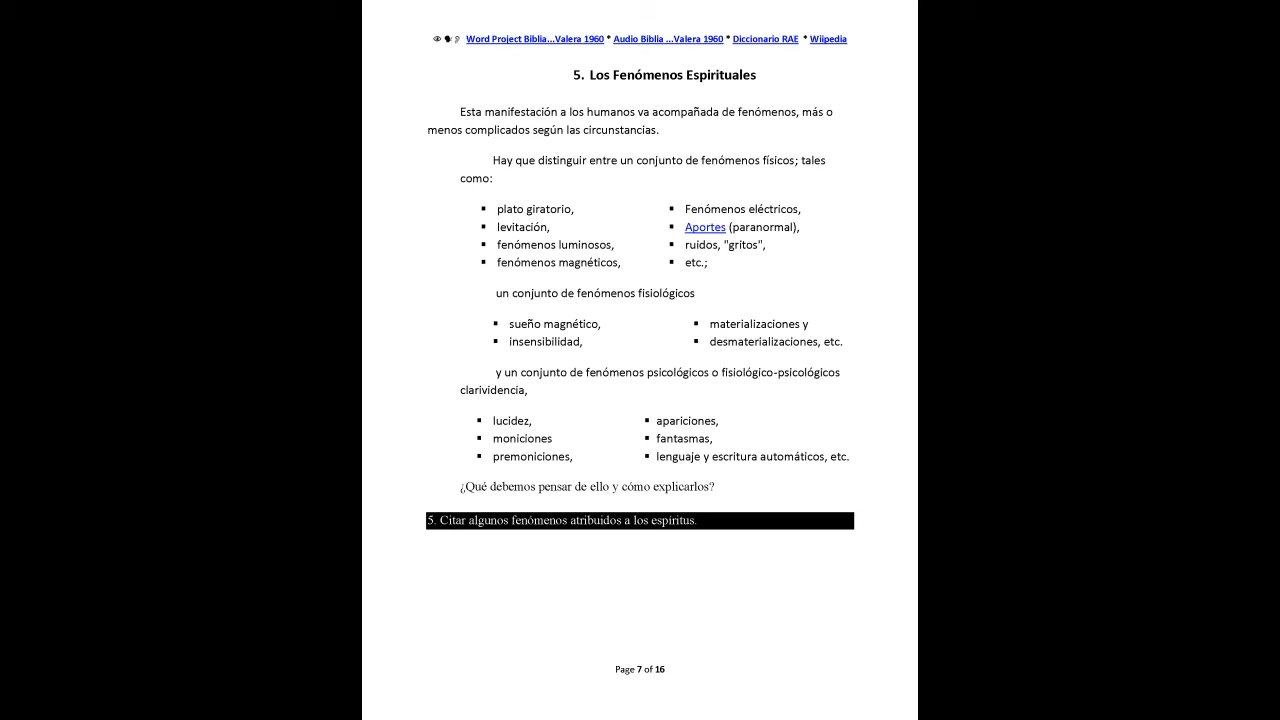 👁 🗣 👂 Word Project Biblia...Valera 1960 * Audio Biblia ...Valera 1960 * Diccionario RAE * Wiipedia
5. Los Fenómenos Espirituales
Esta manifestación a los humanos va acompañada de fenómenos, más o
menos complicados según las circunstancias.
Hay que distinguir entre un conjunto de fenómenos físicos; tales
como:
▪ plato giratorio,
▪ levitación,
▪ fenómenos luminosos,
▪ fenómenos magnéticos,
▪ Fenómenos eléctricos,
▪ Aportes (paranormal),
▪ ruidos, "gritos",
▪ etc.;
un conjunto de fenómenos fisiológicos
▪ sueño magnético,
▪ insensibilidad,
▪ materializaciones y
▪ desmaterializaciones, etc.
y un conjunto de fenómenos psicológicos o fisiológico-psicológicos
clarividencia,
▪ lucidez,
▪ moniciones
▪ premoniciones,
▪ apariciones,
▪ fantasmas,
▪ lenguaje y escritura automáticos, etc.
¿Qué debemos pensar de ello y cómo explicarlos?
5. Citar algunos fenómenos atribuidos a los espíritus.
Page 7 of 16